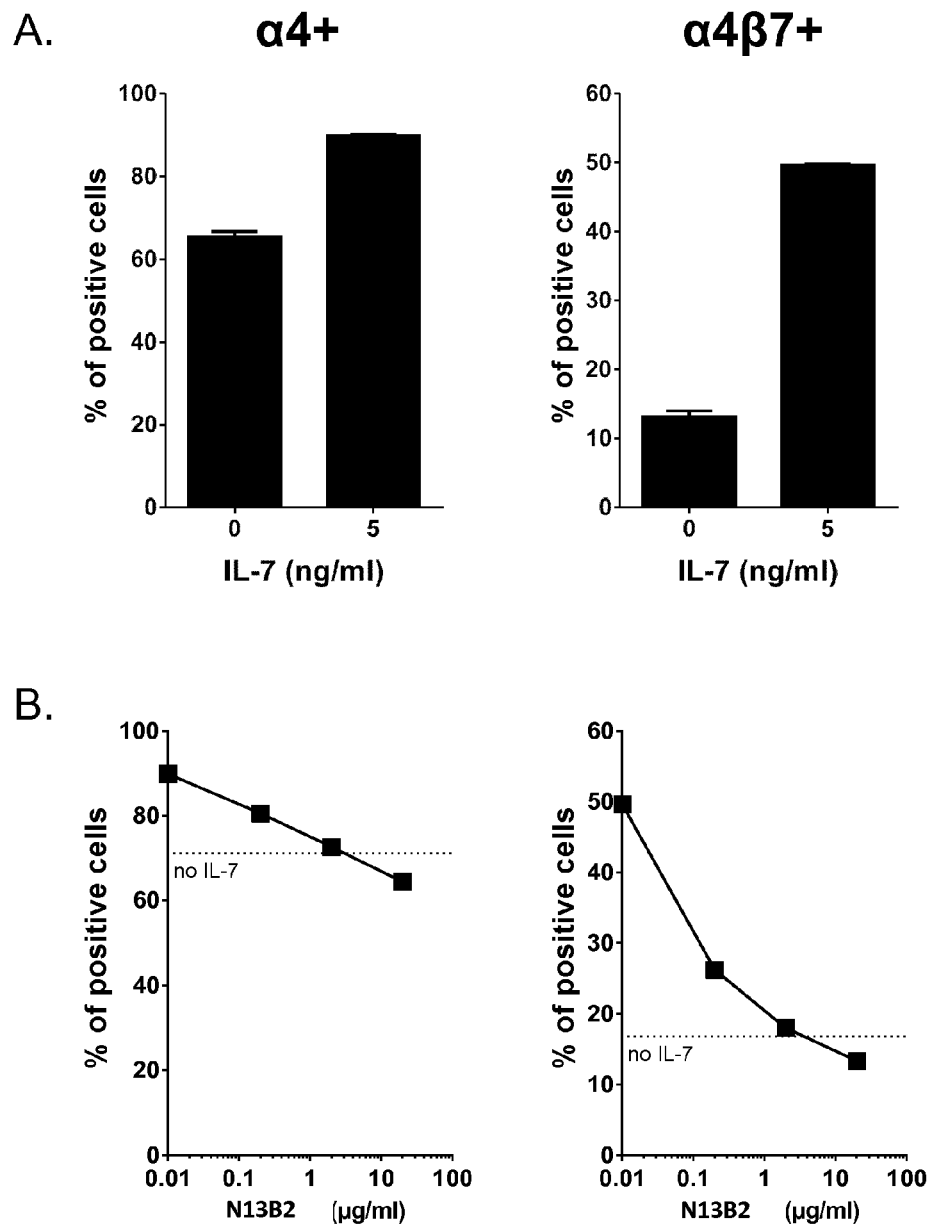 A.
α4+
α4β7+
100
80
60
40
20
0
% of positive cells
0
5
IL-7 (ng/ml)
60
50
40
30
20
10
0
% of positive cells
0
5
IL-7 (ng/ml)
B.
100
80
60
40
20
0
% of positive cells
no IL-7
0.01
0.1
1
10
100
N13B2 (µg/ml)
60
50
40
30
20
10
0
% of positive cells
no IL-7
0.01
0.1
1
10
100
N13B2 (µg/ml)